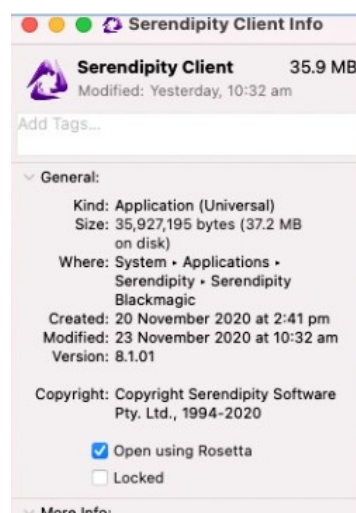 Serendipity Client Info
Serendipity Client 35.9 MB
Modified: Yesterday, 10:32 am
Add Tags...
General:
Kind: Application (Universal)
Size: 35,927,195 bytes (37.2 MB
on disk)
Where: System ▸ Applications ▸
Serendipity ▸ Serendipity
Blackmagic
Created: 20 November 2020 at 2:41 pm
Modified: 23 November 2020 at 10:32 am
Version: 8.1.01
Copyright: Copyright Serendipity Software
Pty. Ltd., 1994-2020
Open using Rosetta
Locked
More Info: